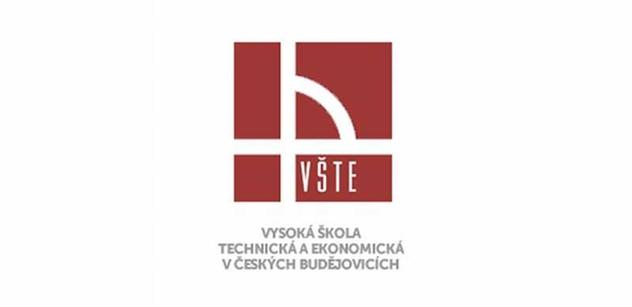 VŠTE
VYSOKÁ ŠKOLA
TECHNICKÁ A EKONOMICKÁ
V ČESKÝCH BUDĚJOVICÍCH